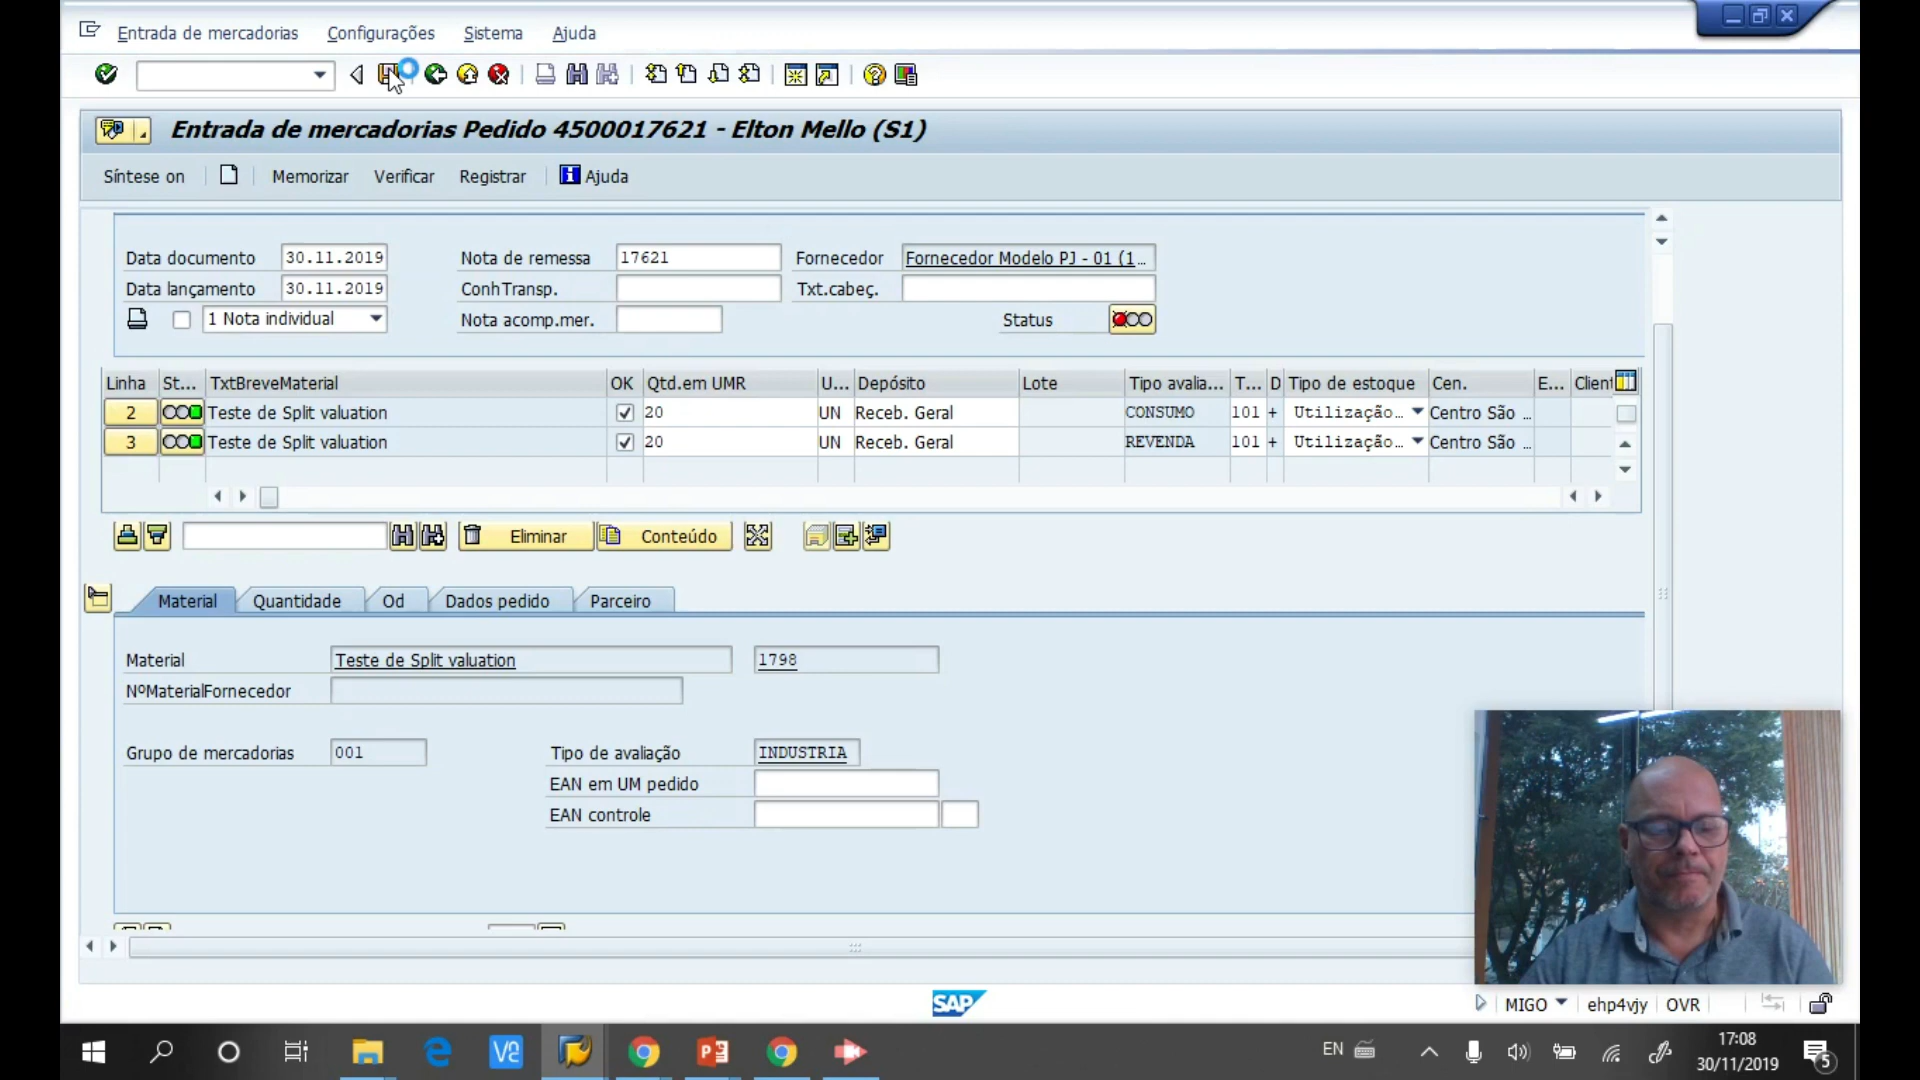 Entrada de mercadorias Configurações Sistema Ajuda
Entrada de mercadorias Pedido 4500017621 - Elton Mello (S1)
Síntese on Memorizar Verificar Registrar Ajuda
Data documento 30.11.2019 Nota de remessa 17621 Fornecedor Fornecedor Modelo PJ - 01 (1...
Data lançamento 30.11.2019 ConhTransp. Txt.cabeç.
1 Nota individual Nota acomp.mer. Status
Linha St... TxtBreveMaterial OK Qtd.em UMR U... Depósito Lote Tipo avalia... T... D Tipo de estoque Cen. E... Client
2 Teste de Split valuation 20 UN Receb. Geral CONSUMO 101 + Utilização... Centro São ...
3 Teste de Split valuation 20 UN Receb. Geral REVENDA 101 + Utilização... Centro São ...
Eliminar Conteúdo
Material Quantidade Od Dados pedido Parceiro
Material Teste de Split valuation 1798
NºMaterialFornecedor
Grupo de mercadorias 001 Tipo de avaliação INDUSTRIA
EAN em UM pedido
EAN controle
SAP MIGO ehp4vjy OVR
EN 17:08
30/11/2019 5